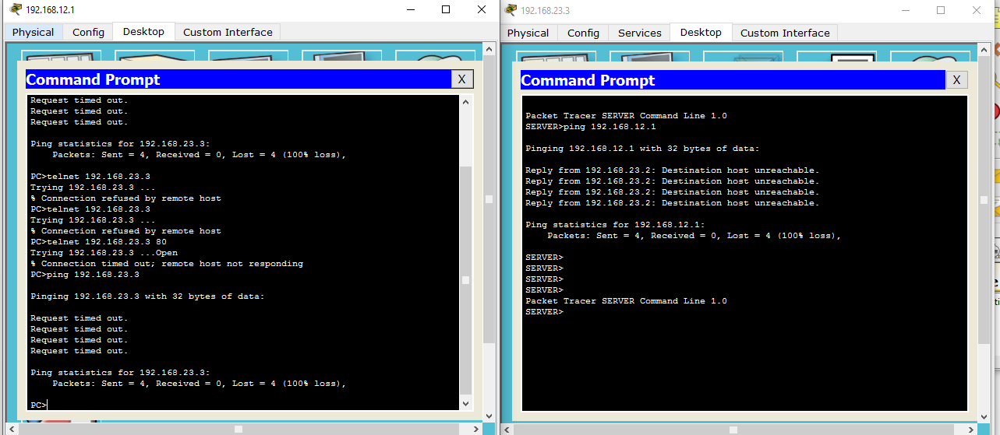 192.168.12.1
Physical Config Desktop Custom Interface
Command Prompt X
Request timed out.
Request timed out.
Request timed out.
Ping statistics for 192.168.23.3:
Packets: Sent = 4, Received = 0, Lost = 4 (100% loss),
PC>telnet 192.168.23.3
Trying 192.168.23.3 ...
% Connection refused by remote host
PC>telnet 192.168.23.3
Trying 192.168.23.3 ...
% Connection refused by remote host
PC>telnet 192.168.23.3 80
Trying 192.168.23.3 ...Open
% Connection timed out; remote host not responding
PC>ping 192.168.23.3
Pinging 192.168.23.3 with 32 bytes of data:
Request timed out.
Request timed out.
Request timed out.
Request timed out.
Ping statistics for 192.168.23.3:
Packets: Sent = 4, Received = 0, Lost = 4 (100% loss),
PC>
192.168.23.3
Physical Config Services Desktop Custom Interface
Command Prompt X
Packet Tracer SERVER Command Line 1.0
SERVER>ping 192.168.12.1
Pinging 192.168.12.1 with 32 bytes of data:
Reply from 192.168.23.2: Destination host unreachable.
Reply from 192.168.23.2: Destination host unreachable.
Reply from 192.168.23.2: Destination host unreachable.
Reply from 192.168.23.2: Destination host unreachable.
Ping statistics for 192.168.12.1:
Packets: Sent = 4, Received = 0, Lost = 4 (100% loss),
SERVER>
SERVER>
SERVER>
SERVER>
Packet Tracer SERVER Command Line 1.0
SERVER>